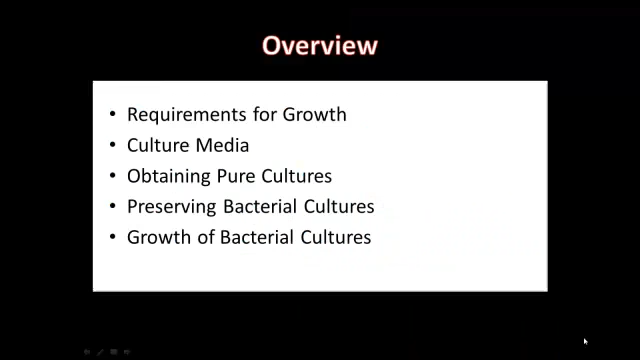 Overview
• Requirements for Growth
• Culture Media
• Obtaining Pure Cultures
• Preserving Bacterial Cultures
• Growth of Bacterial Cultures